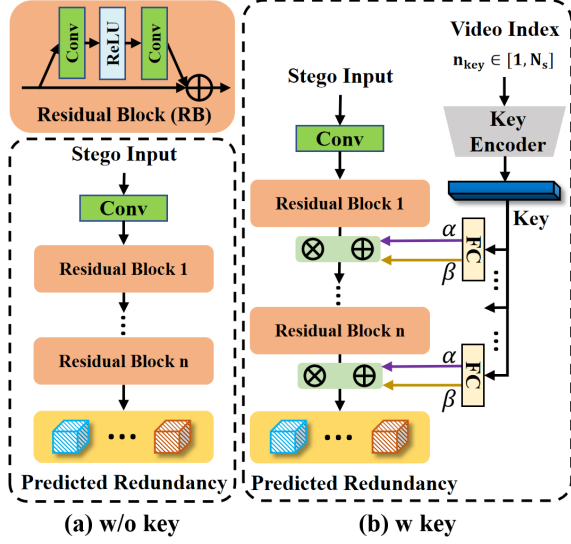 Conv
ReLU
Conv
Residual Block (RB)
Stego Input
Conv
Residual Block 1
Residual Block n
Predicted Redundancy
(a) w/o key
Video Index
n_key ∈ [1, N_s]
Stego Input
Key
Encoder
Conv
Residual Block 1
Key
α
β
FC
Residual Block n
α
β
FC
Predicted Redundancy
(b) w key